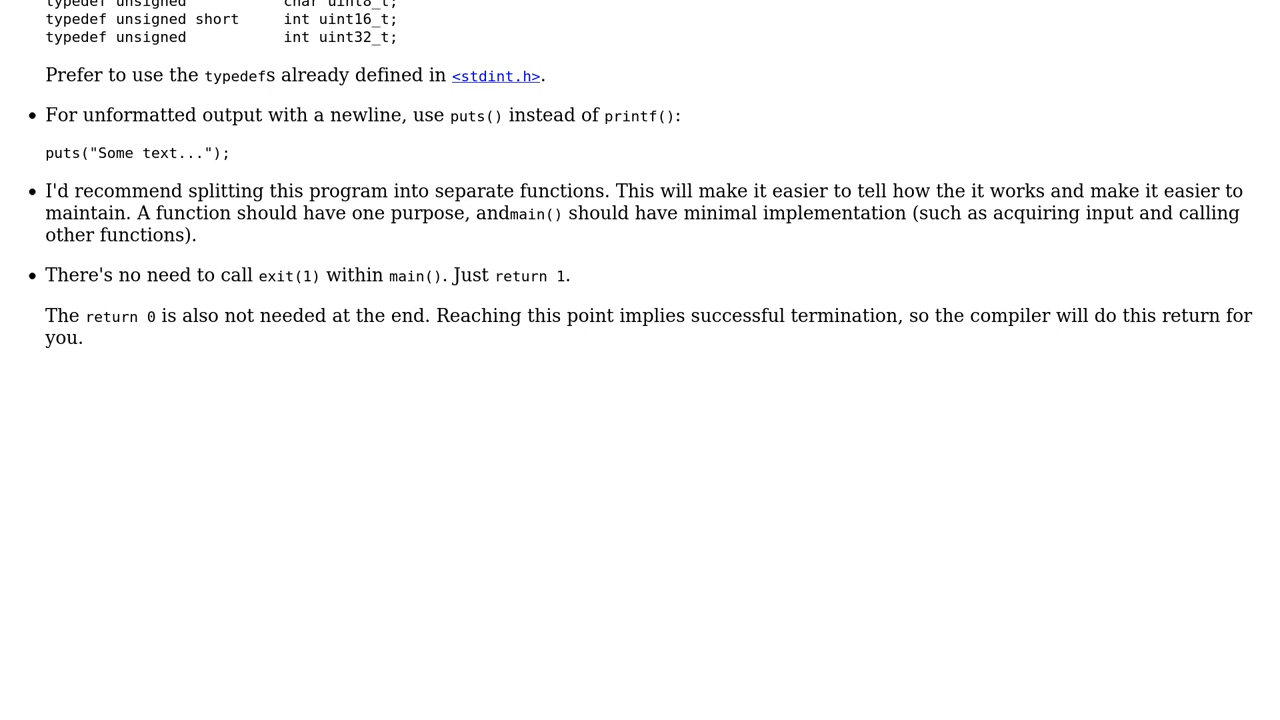 typedef unsigned           char uint8_t;
typedef unsigned short     int uint16_t;
typedef unsigned           int uint32_t;
Prefer to use the typedefs already defined in <stdint.h>.
• For unformatted output with a newline, use puts() instead of printf():
puts("Some text...");
• I'd recommend splitting this program into separate functions. This will make it easier to tell how the it works and make it easier to
maintain. A function should have one purpose, andmain() should have minimal implementation (such as acquiring input and calling
other functions).
• There's no need to call exit(1) within main(). Just return 1.
The return 0 is also not needed at the end. Reaching this point implies successful termination, so the compiler will do this return for
you.